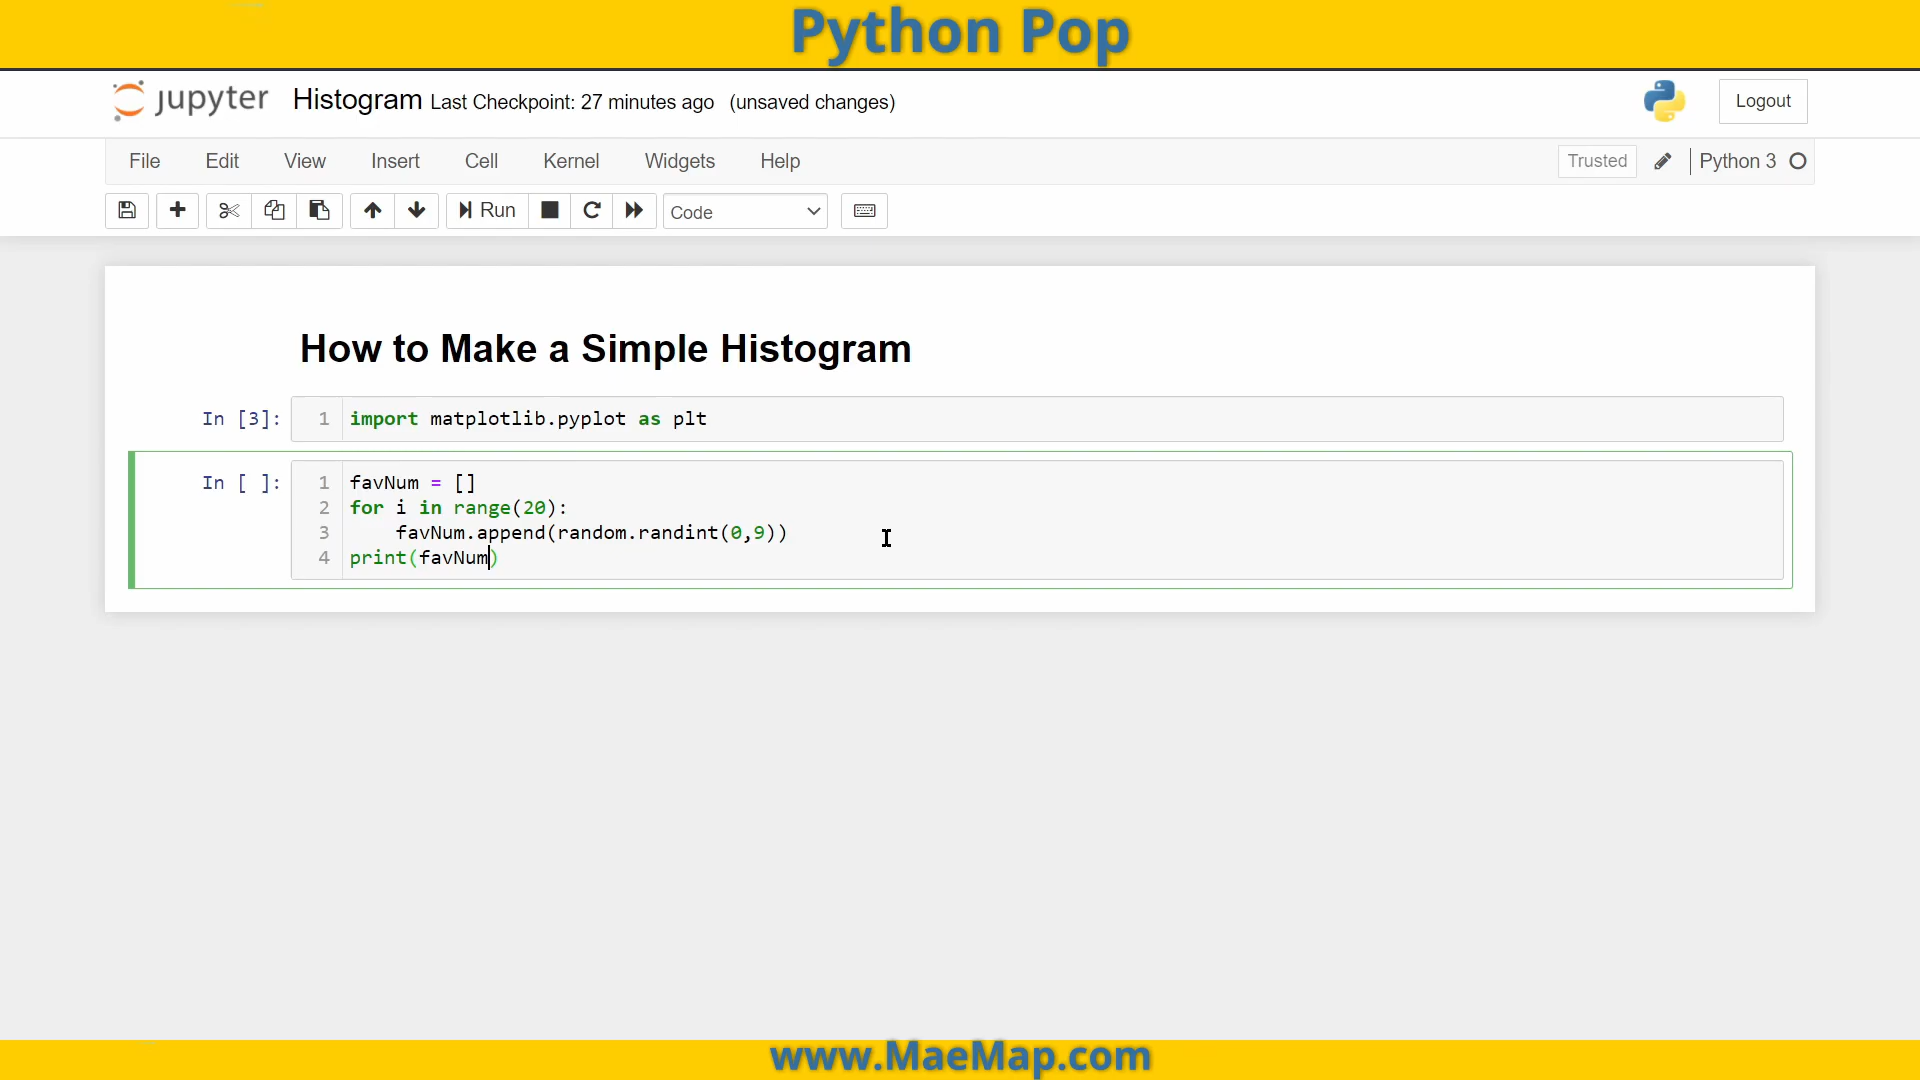 Python Pop
jupyter Histogram Last Checkpoint: 27 minutes ago (unsaved changes) Logout
File Edit View Insert Cell Kernel Widgets Help Trusted Python 3
Run Code
How to Make a Simple Histogram
In [3]: 1 import matplotlib.pyplot as plt
In [ ]: 1 favNum = []
2 for i in range(20):
3     favNum.append(random.randint(0,9))
4 print(favNum)
www.MaeMap.com